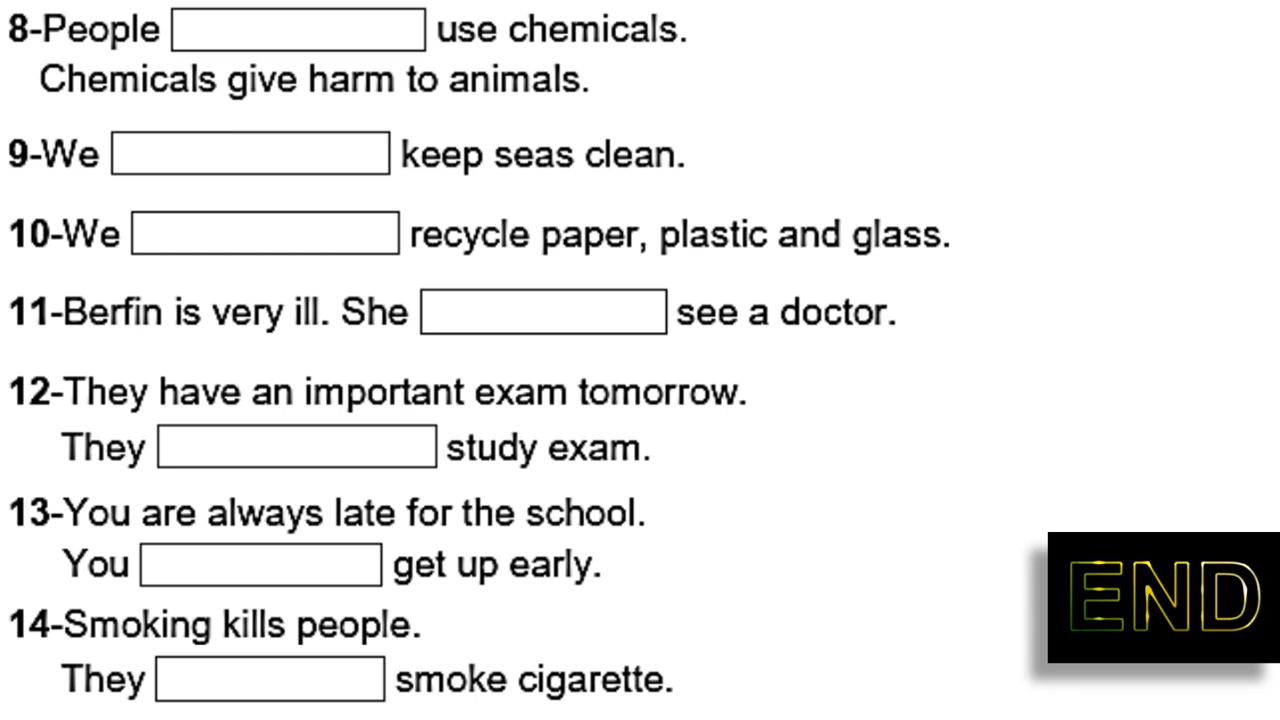 8-People use chemicals.
Chemicals give harm to animals.
9-We keep seas clean.
10-We recycle paper, plastic and glass.
11-Berfin is very ill. She see a doctor.
12-They have an important exam tomorrow.
They study exam.
13-You are always late for the school.
You get up early.
14-Smoking kills people.
They smoke cigarette.
END